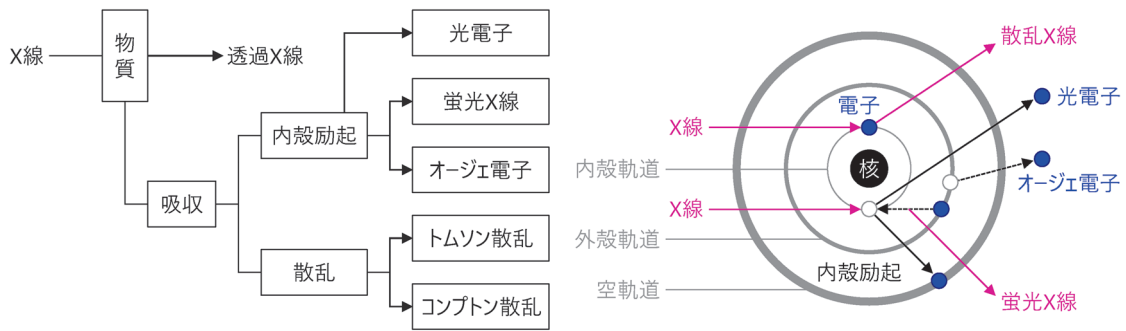 X線
物質
透過X線
吸収
内殻励起
散乱
光電子
蛍光X線
オージェ電子
トムソン散乱
コンプトン散乱
散乱X線
電子
光電子
X線
内殻軌道
核
オージェ電子
X線
外殻軌道
内殻励起
空軌道
蛍光X線